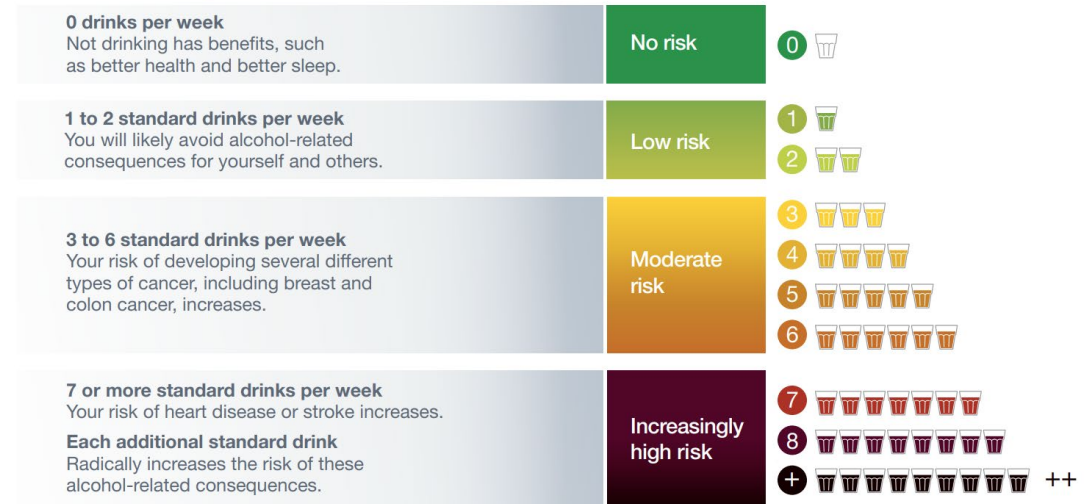 0 drinks per week
Not drinking has benefits, such
as better health and better sleep.
No risk
0
1 to 2 standard drinks per week
You will likely avoid alcohol-related
consequences for yourself and others.
Low risk
1
2
3 to 6 standard drinks per week
Your risk of developing several different
types of cancer, including breast and
colon cancer, increases.
Moderate
risk
3
4
5
6
7 or more standard drinks per week
Your risk of heart disease or stroke increases.
Each additional standard drink
Radically increases the risk of these
alcohol-related consequences.
Increasingly
high risk
7
8
+ ++